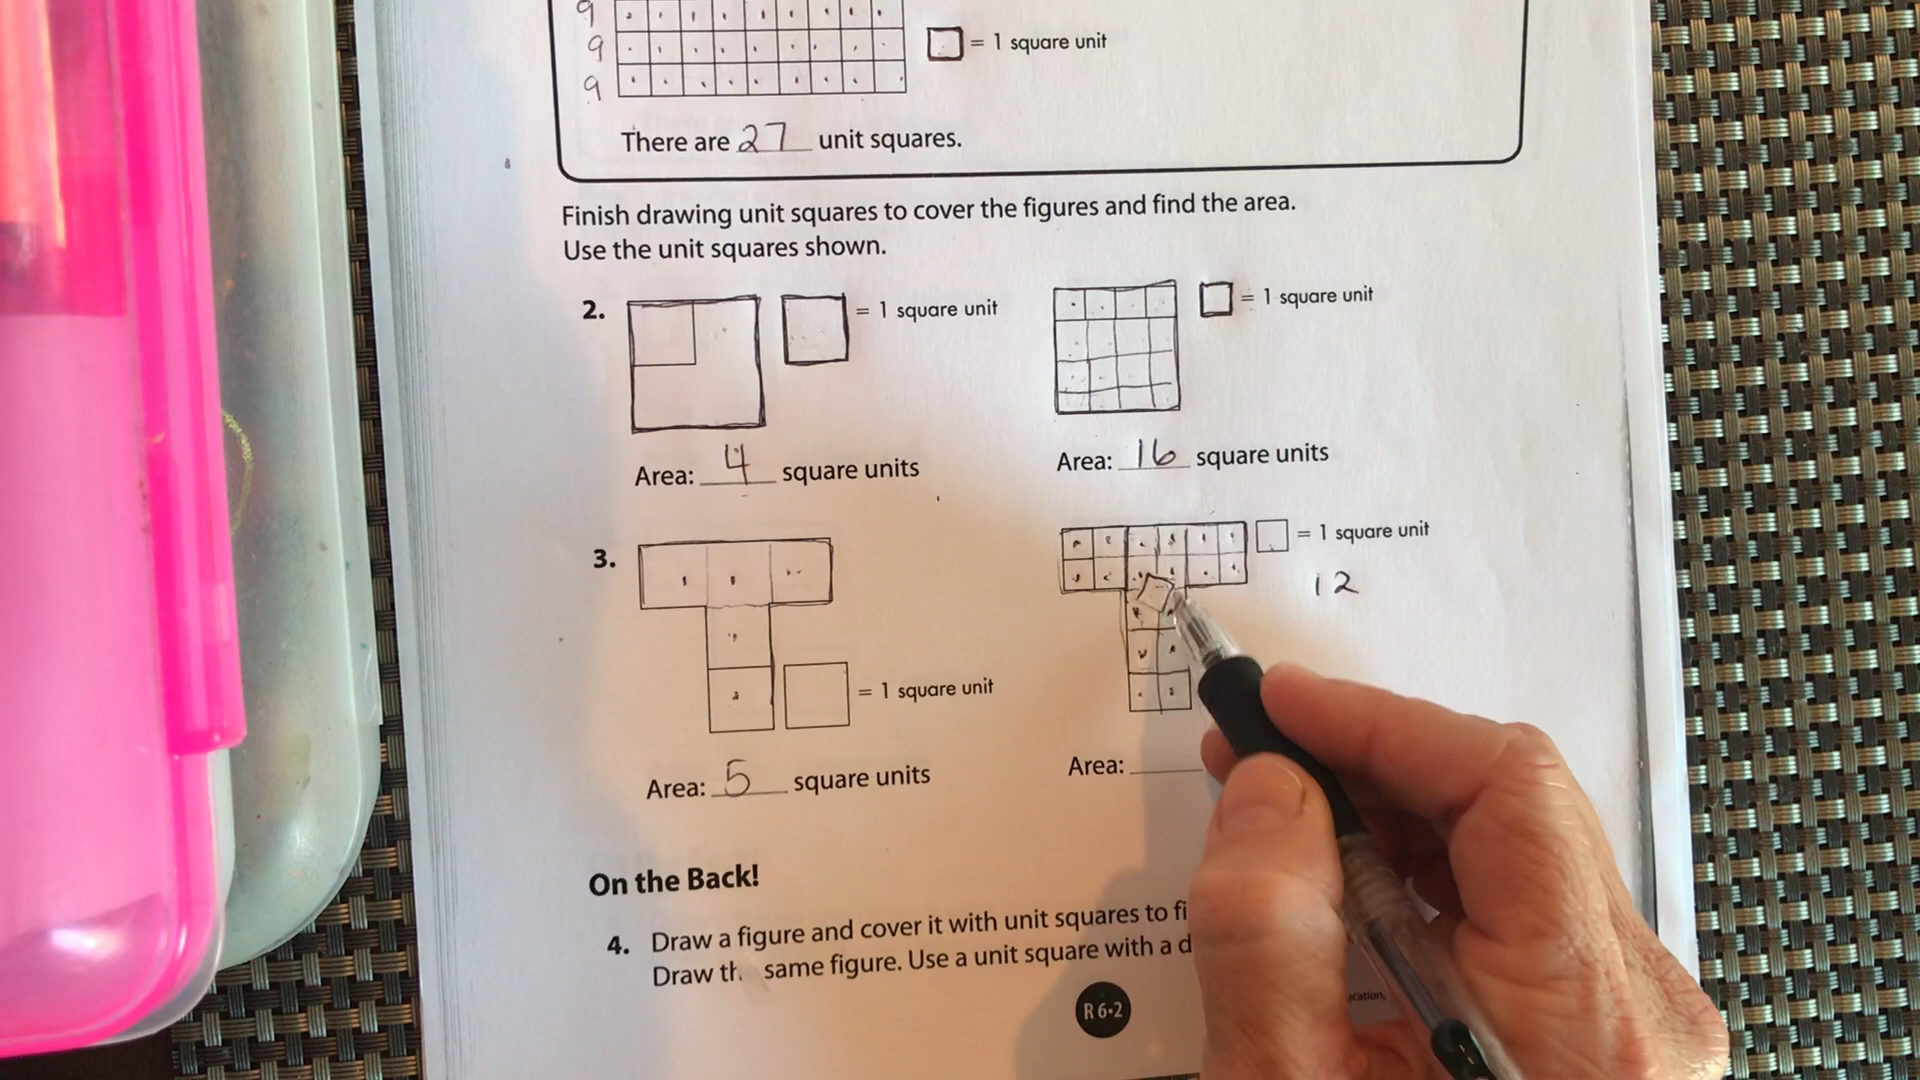 9
9
9
= 1 square unit
There are 27 unit squares.
Finish drawing unit squares to cover the figures and find the area.
Use the unit squares shown.
2.
= 1 square unit
= 1 square unit
Area: 4 square units
Area: 16 square units
3.
= 1 square unit
12
= 1 square unit
Area: 5 square units
Area:
On the Back!
4. Draw a figure and cover it with unit squares to fi
Draw th same figure. Use a unit square with a d
R 6•2